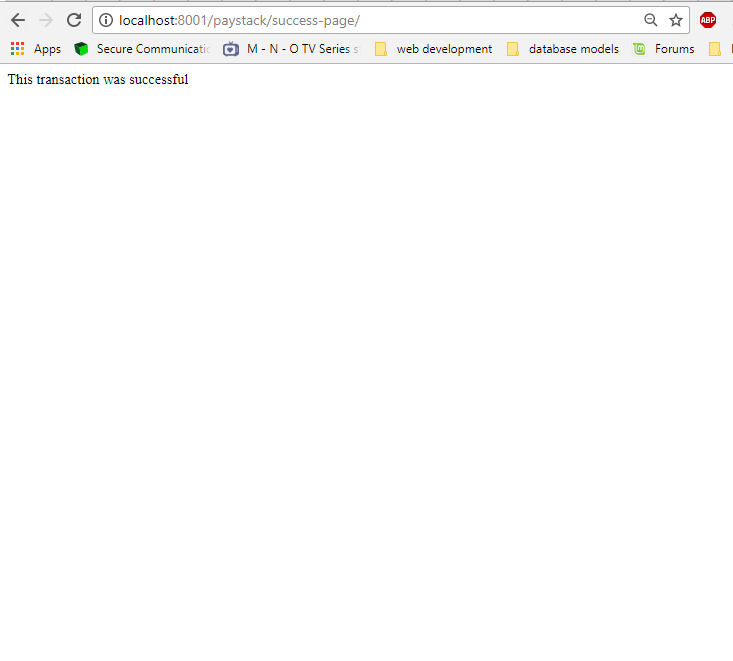 localhost:8001/paystack/success-page/
ABP
Apps Secure Communicatic M - N - O TV Series s web development database models Forums
This transaction was successful